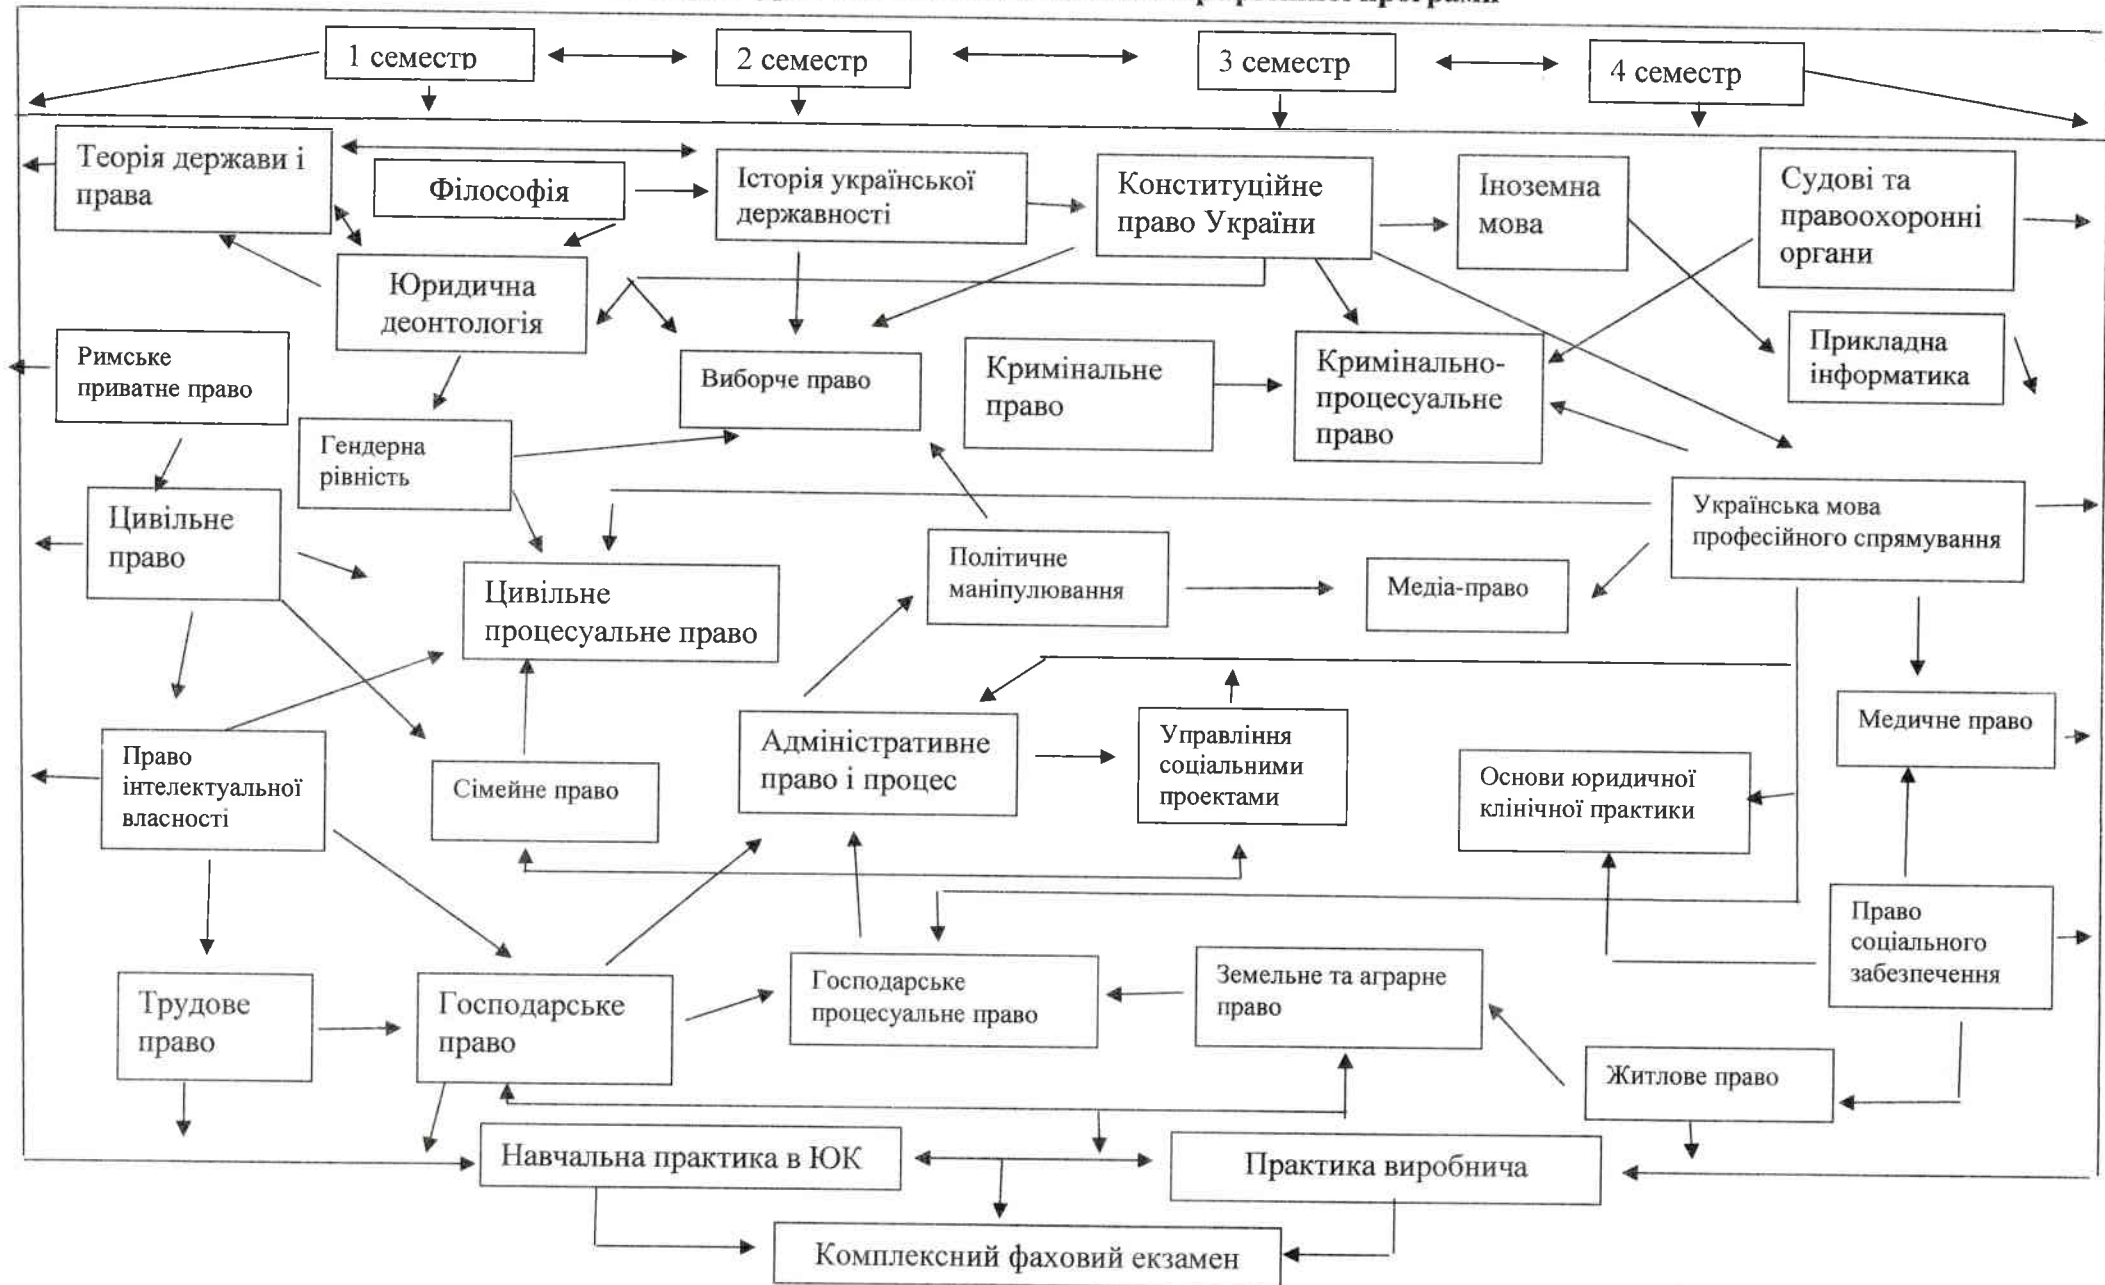 програми
1 семестр
2 семестр
3 семестр
4 семестр
Теорія держави і
права
Філософія
Історія української
державності
Конституційне
право України
Іноземна
мова
Судові та
правоохоронні
органи
Юридична
деонтологія
Римське
приватне право
Виборче право
Кримінальне
право
Кримінально-
процесуальне
право
Прикладна
інформатика
Гендерна
рівність
Цивільне
право
Українська мова
професійного спрямування
Цивільне
процесуальне право
Політичне
маніпулювання
Медіа-право
Право
інтелектуальної
власності
Сімейне право
Адміністративне
право і процес
Управління
соціальними
проектами
Основи юридичної
клінічної практики
Медичне право
Право
соціального
забезпечення
Трудове
право
Господарське
право
Господарське
процесуальне право
Земельне та аграрне
право
Житлове право
Навчальна практика в ЮК
Практика виробнича
Комплексний фаховий екзамен